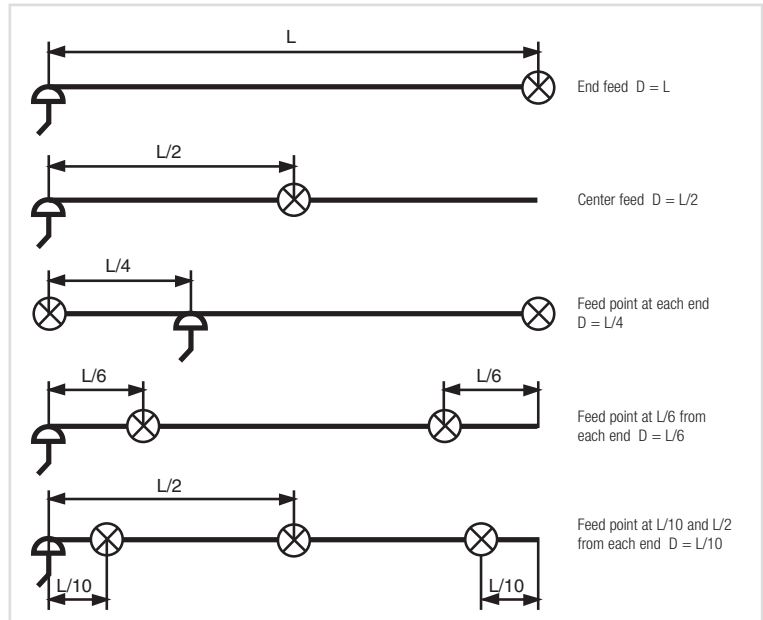 L
End feed D = L
L/2
Center feed D = L/2
L/4
Feed point at each end
D = L/4
L/6
L/6
Feed point at L/6 from
each end D = L/6
L/2
Feed point at L/10 and L/2
from each end D = L/10
L/10
L/10